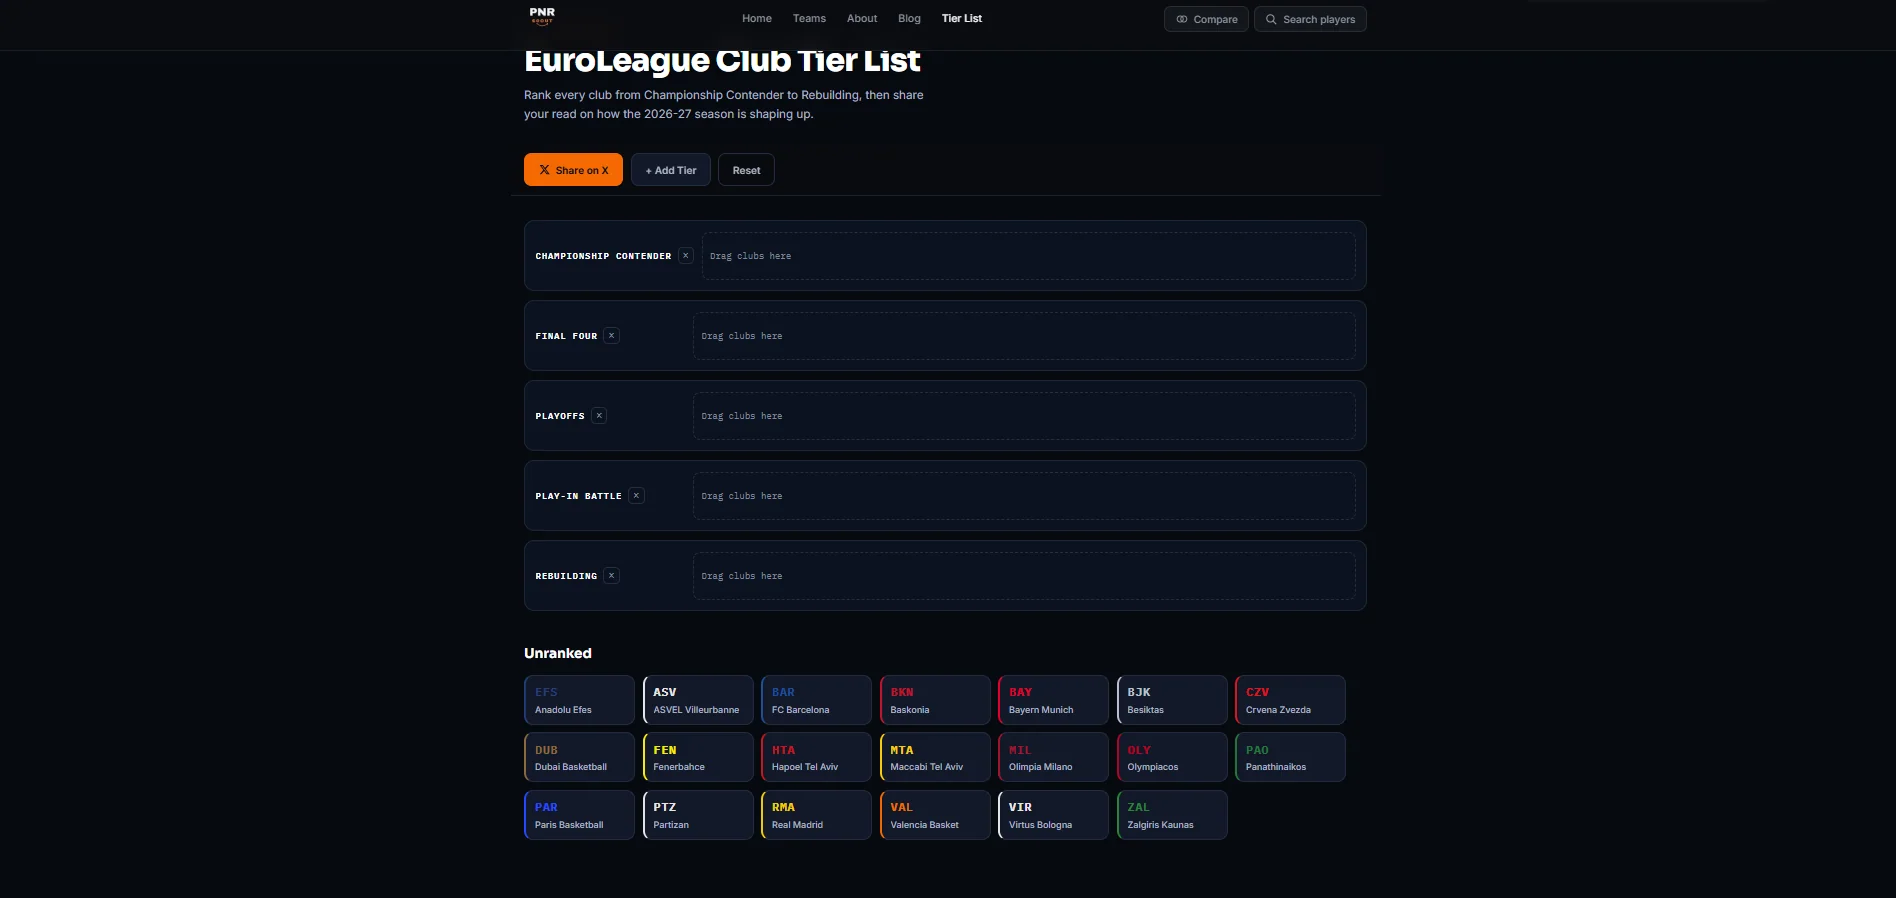 PNR
SCOUT
Home Teams About Blog Tier List
Compare Search players
EuroLeague Club Tier List
Rank every club from Championship Contender to Rebuilding, then share
your read on how the 2026-27 season is shaping up.
X Share on X + Add Tier Reset
CHAMPIONSHIP CONTENDER × Drag clubs here
FINAL FOUR × Drag clubs here
PLAYOFFS × Drag clubs here
PLAY-IN BATTLE × Drag clubs here
REBUILDING × Drag clubs here
Unranked
EFS ASV BAR BKN BAY BJK CZV
Anadolu Efes ASVEL Villeurbanne FC Barcelona Baskonia Bayern Munich Besiktas Crvena Zvezda
DUB FEN HTA MTA MIL OLY PAO
Dubai Basketball Fenerbahce Hapoel Tel Aviv Maccabi Tel Aviv Olimpia Milano Olympiacos Panathinaikos
PAR PTZ RMA VAL VIR ZAL
Paris Basketball Partizan Real Madrid Valencia Basket Virtus Bologna Zalgiris Kaunas